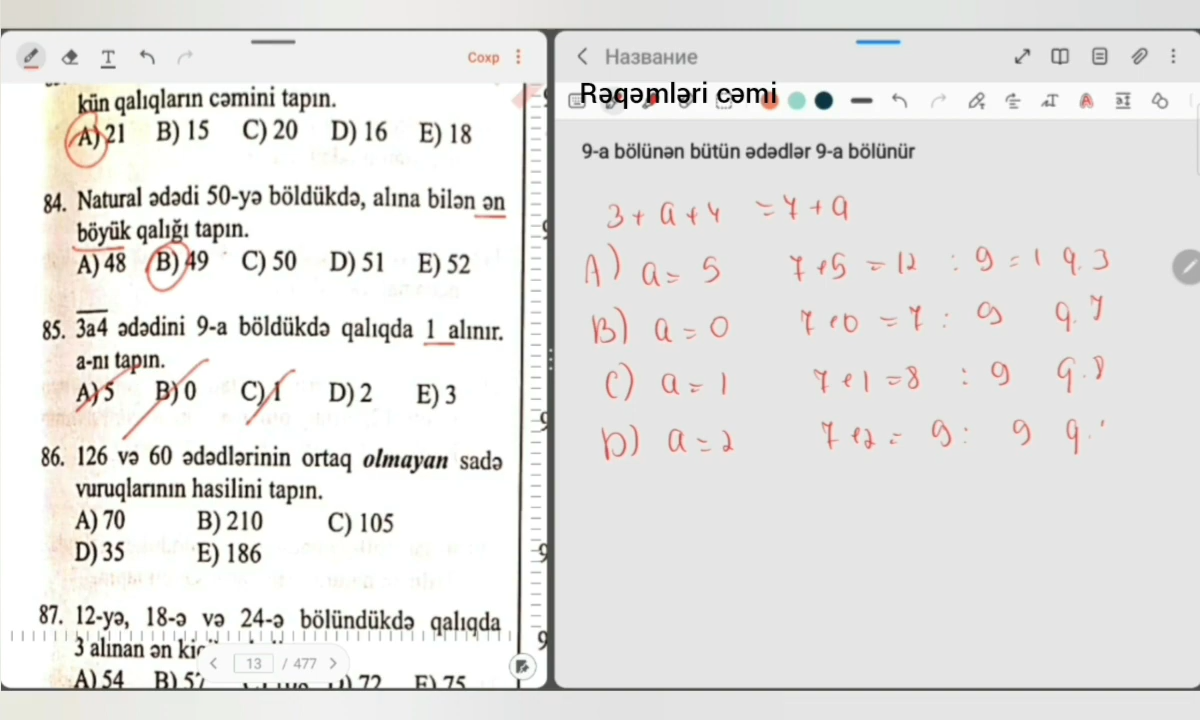 Coxp
kün qalıqların cəmini tapın.
A) 21 B) 15 C) 20 D) 16 E) 18
84. Natural ədədi 50-yə böldükdə, alına bilən ən
böyük qalığı tapın.
A) 48 B) 49 C) 50 D) 51 E) 52
85. 3a4 ədədini 9-a böldükdə qalıqda 1 alınır.
a-nı tapın.
A) 5 B) 0 C) 1 D) 2 E) 3
86. 126 və 60 ədədlərinin ortaq olmayan sadə
vuruqlarının hasilini tapın.
A) 70 B) 210 C) 105
D) 35 E) 186
87. 12-yə, 18-ə və 24-ə bölündükdə qalıqda
3 alınan ən
13 / 477
A) 54 B) 57 D) 72 E) 75
Название
Rəqəmləri cəmi
9-a bölünən bütün ədədlər 9-a bölünür
3 + a + 4 = 7 + a
A) a = 5 7+5 = 12 : 9 = 1 q. 3
B) a = 0 7+0 = 7 : 9 q. 7
C) a = 1 7+1 = 8 : 9 q. 8
D) a = 2 7+2 = 9 : 9 q.